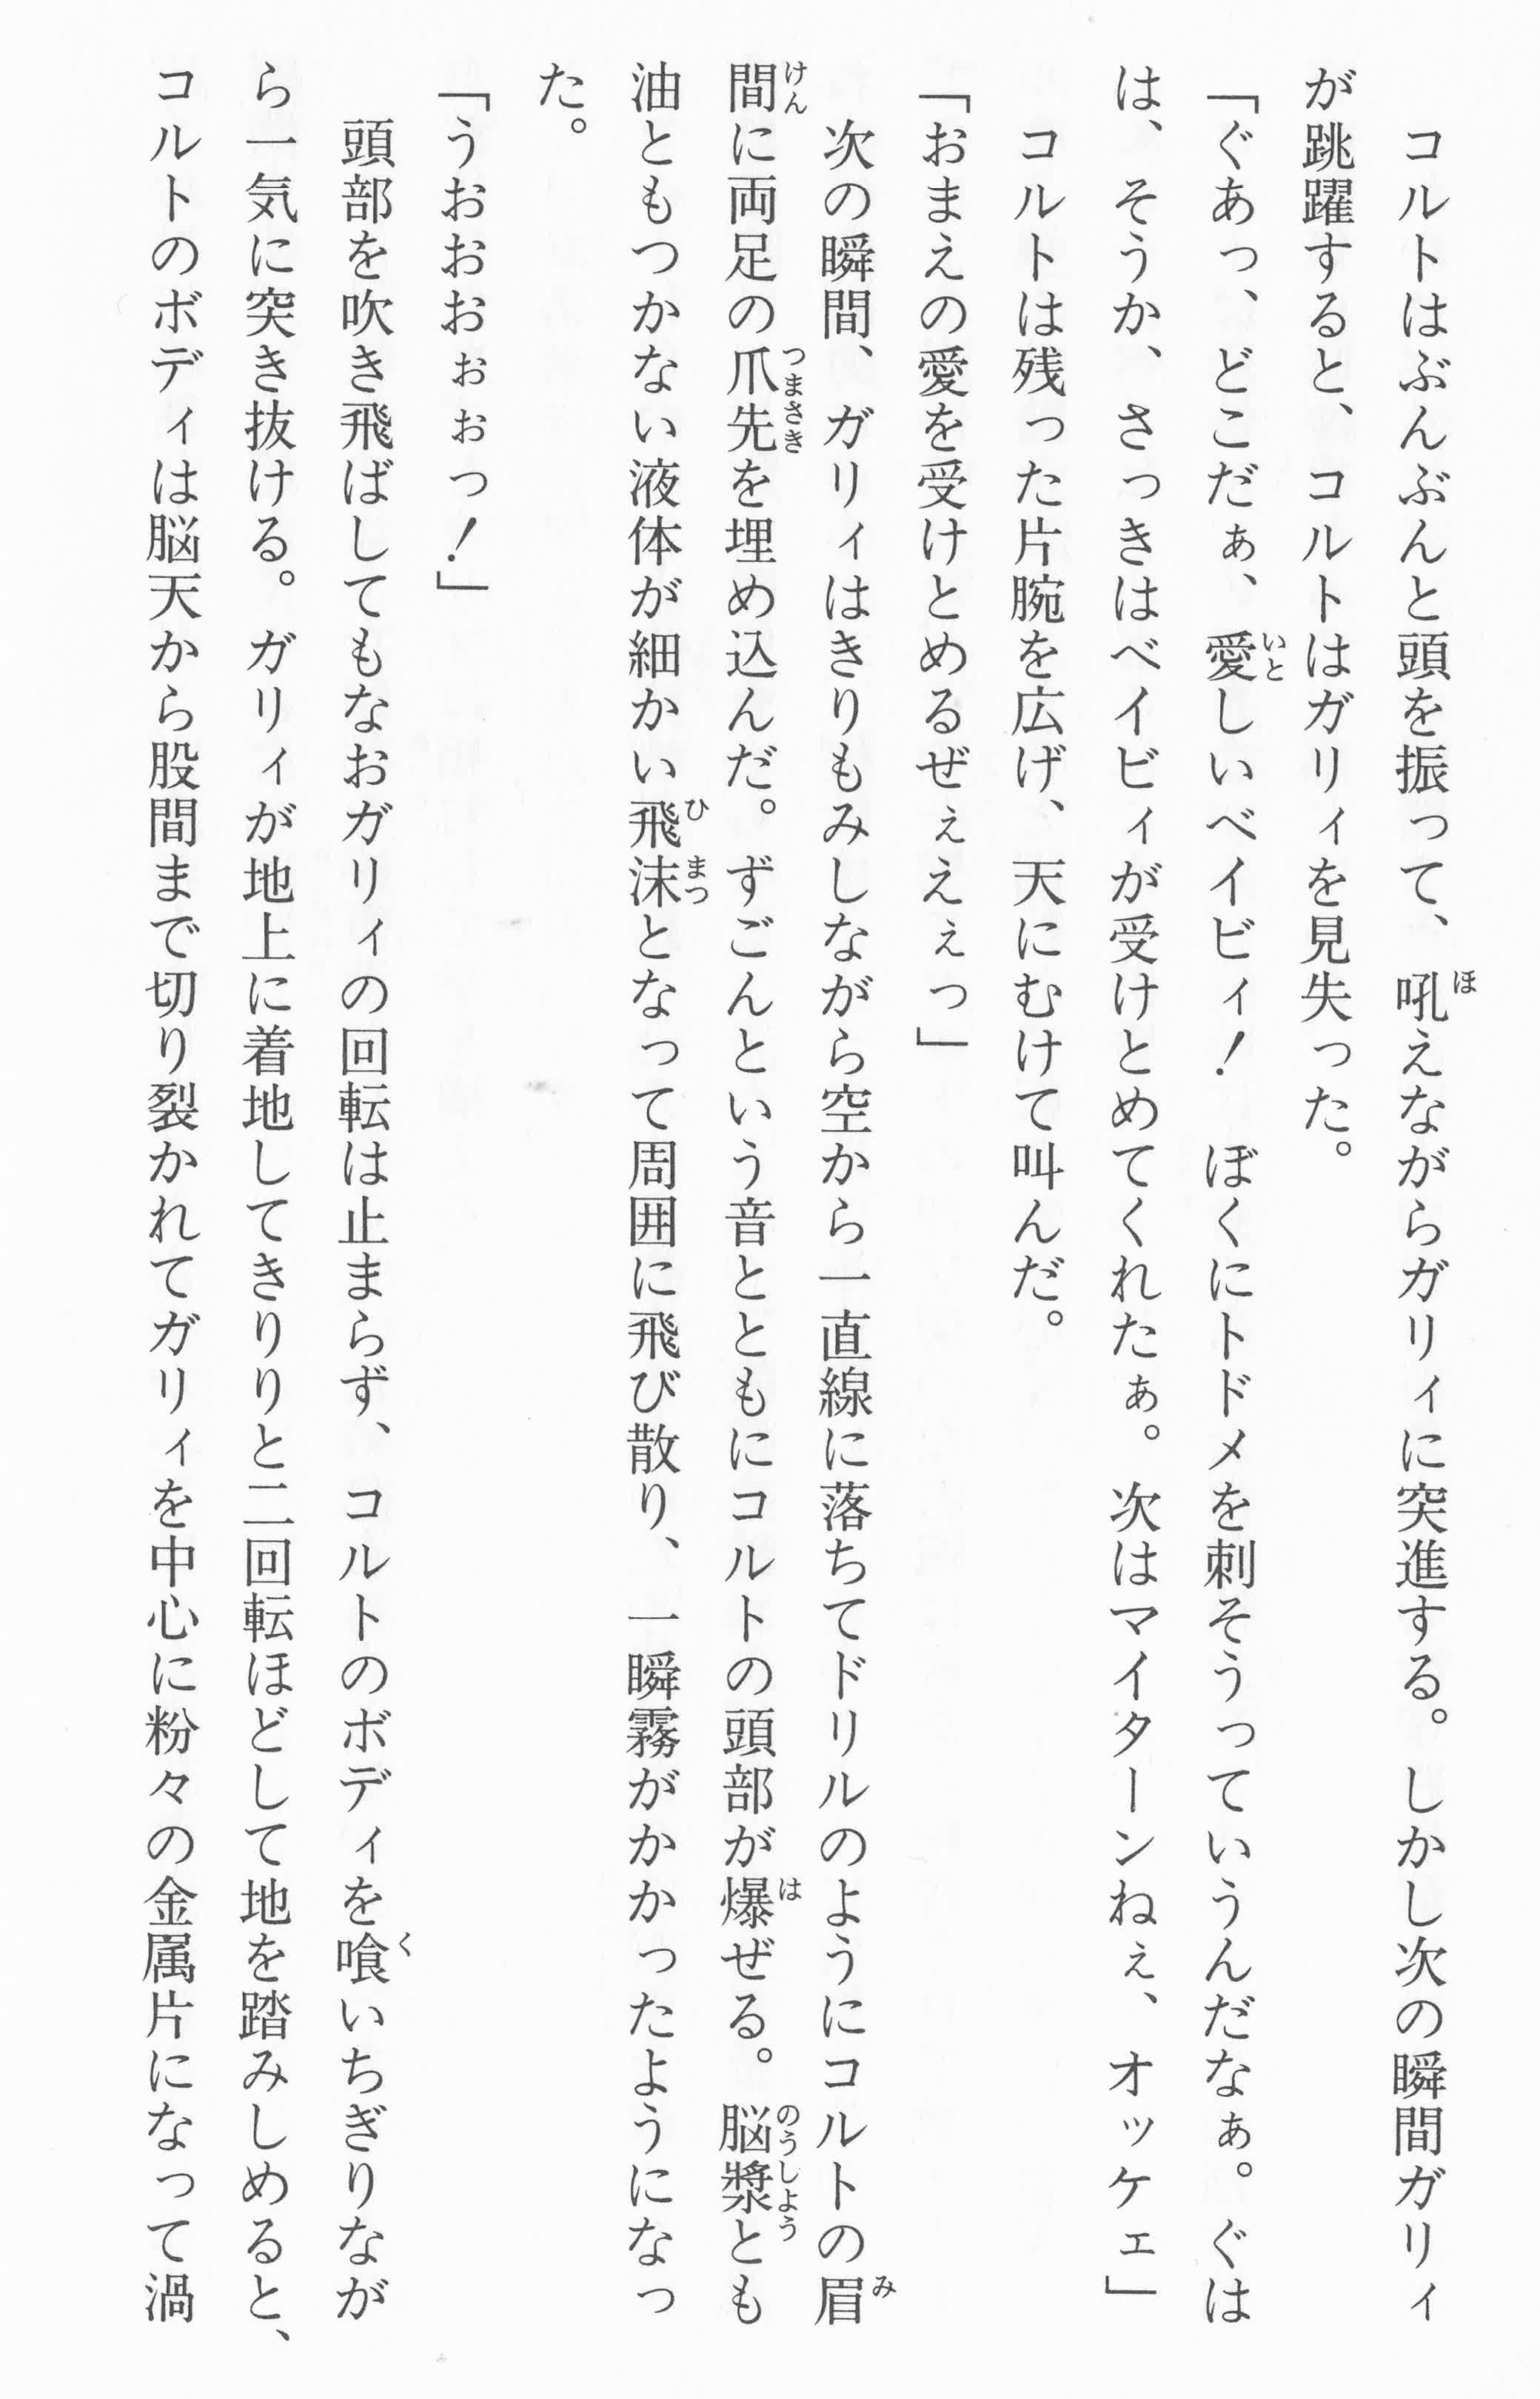 コルトはぶんぶんと頭を振って、吼えながらガリィに突進する。しかし次の瞬間ガリィ
が跳躍すると、コルトはガリィを見失った。
「ぐあっ、どこだぁ、愛しいベイビィ！　ぼくにトドメを刺そうっていうんだなぁ。ぐは
は、そうか、さっきはベイビィが受けとめてくれたぁ。次はマイターンねぇ、オッケェ」
　コルトは残った片腕を広げ、天にむけて叫んだ。
「おまえの愛を受けとめるぜぇえぇっ」
　次の瞬間、ガリィはきりもみしながら空から一直線に落ちてドリルのようにコルトの眉
間に両足の爪先を埋め込んだ。ずごんという音とともにコルトの頭部が爆ぜる。脳漿とも
油ともつかない液体が細かい飛沫となって周囲に飛び散り、一瞬霧がかかったようになっ
た。
「うおおおぉぉっ！」
　頭部を吹き飛ばしてもなおガリィの回転は止まらず、コルトのボディを喰いちぎりなが
ら一気に突き抜ける。ガリィが地上に着地してきりりと二回転ほどして地を踏みしめると、
コルトのボディは脳天から股間まで切り裂かれてガリィを中心に粉々の金属片になって渦